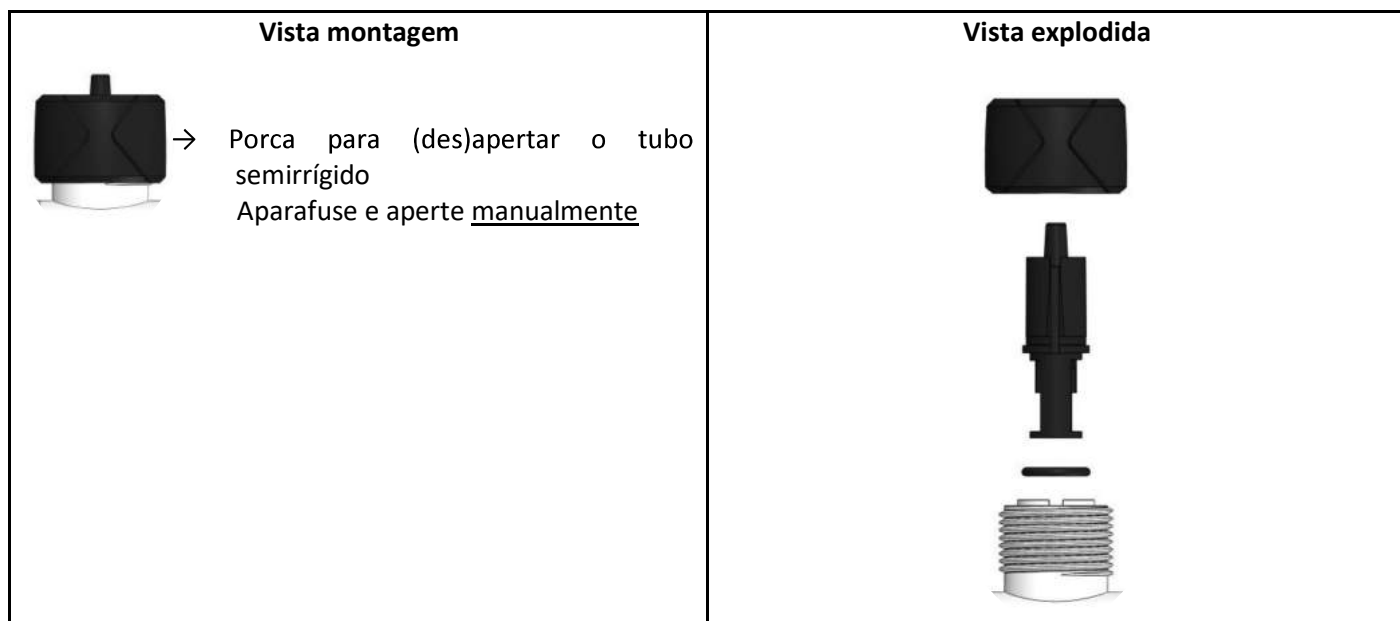 Vista montagem
Vista explodida
→ Porca para (des)apertar o tubo
semirrígido
Aparafuse e aperte manualmente